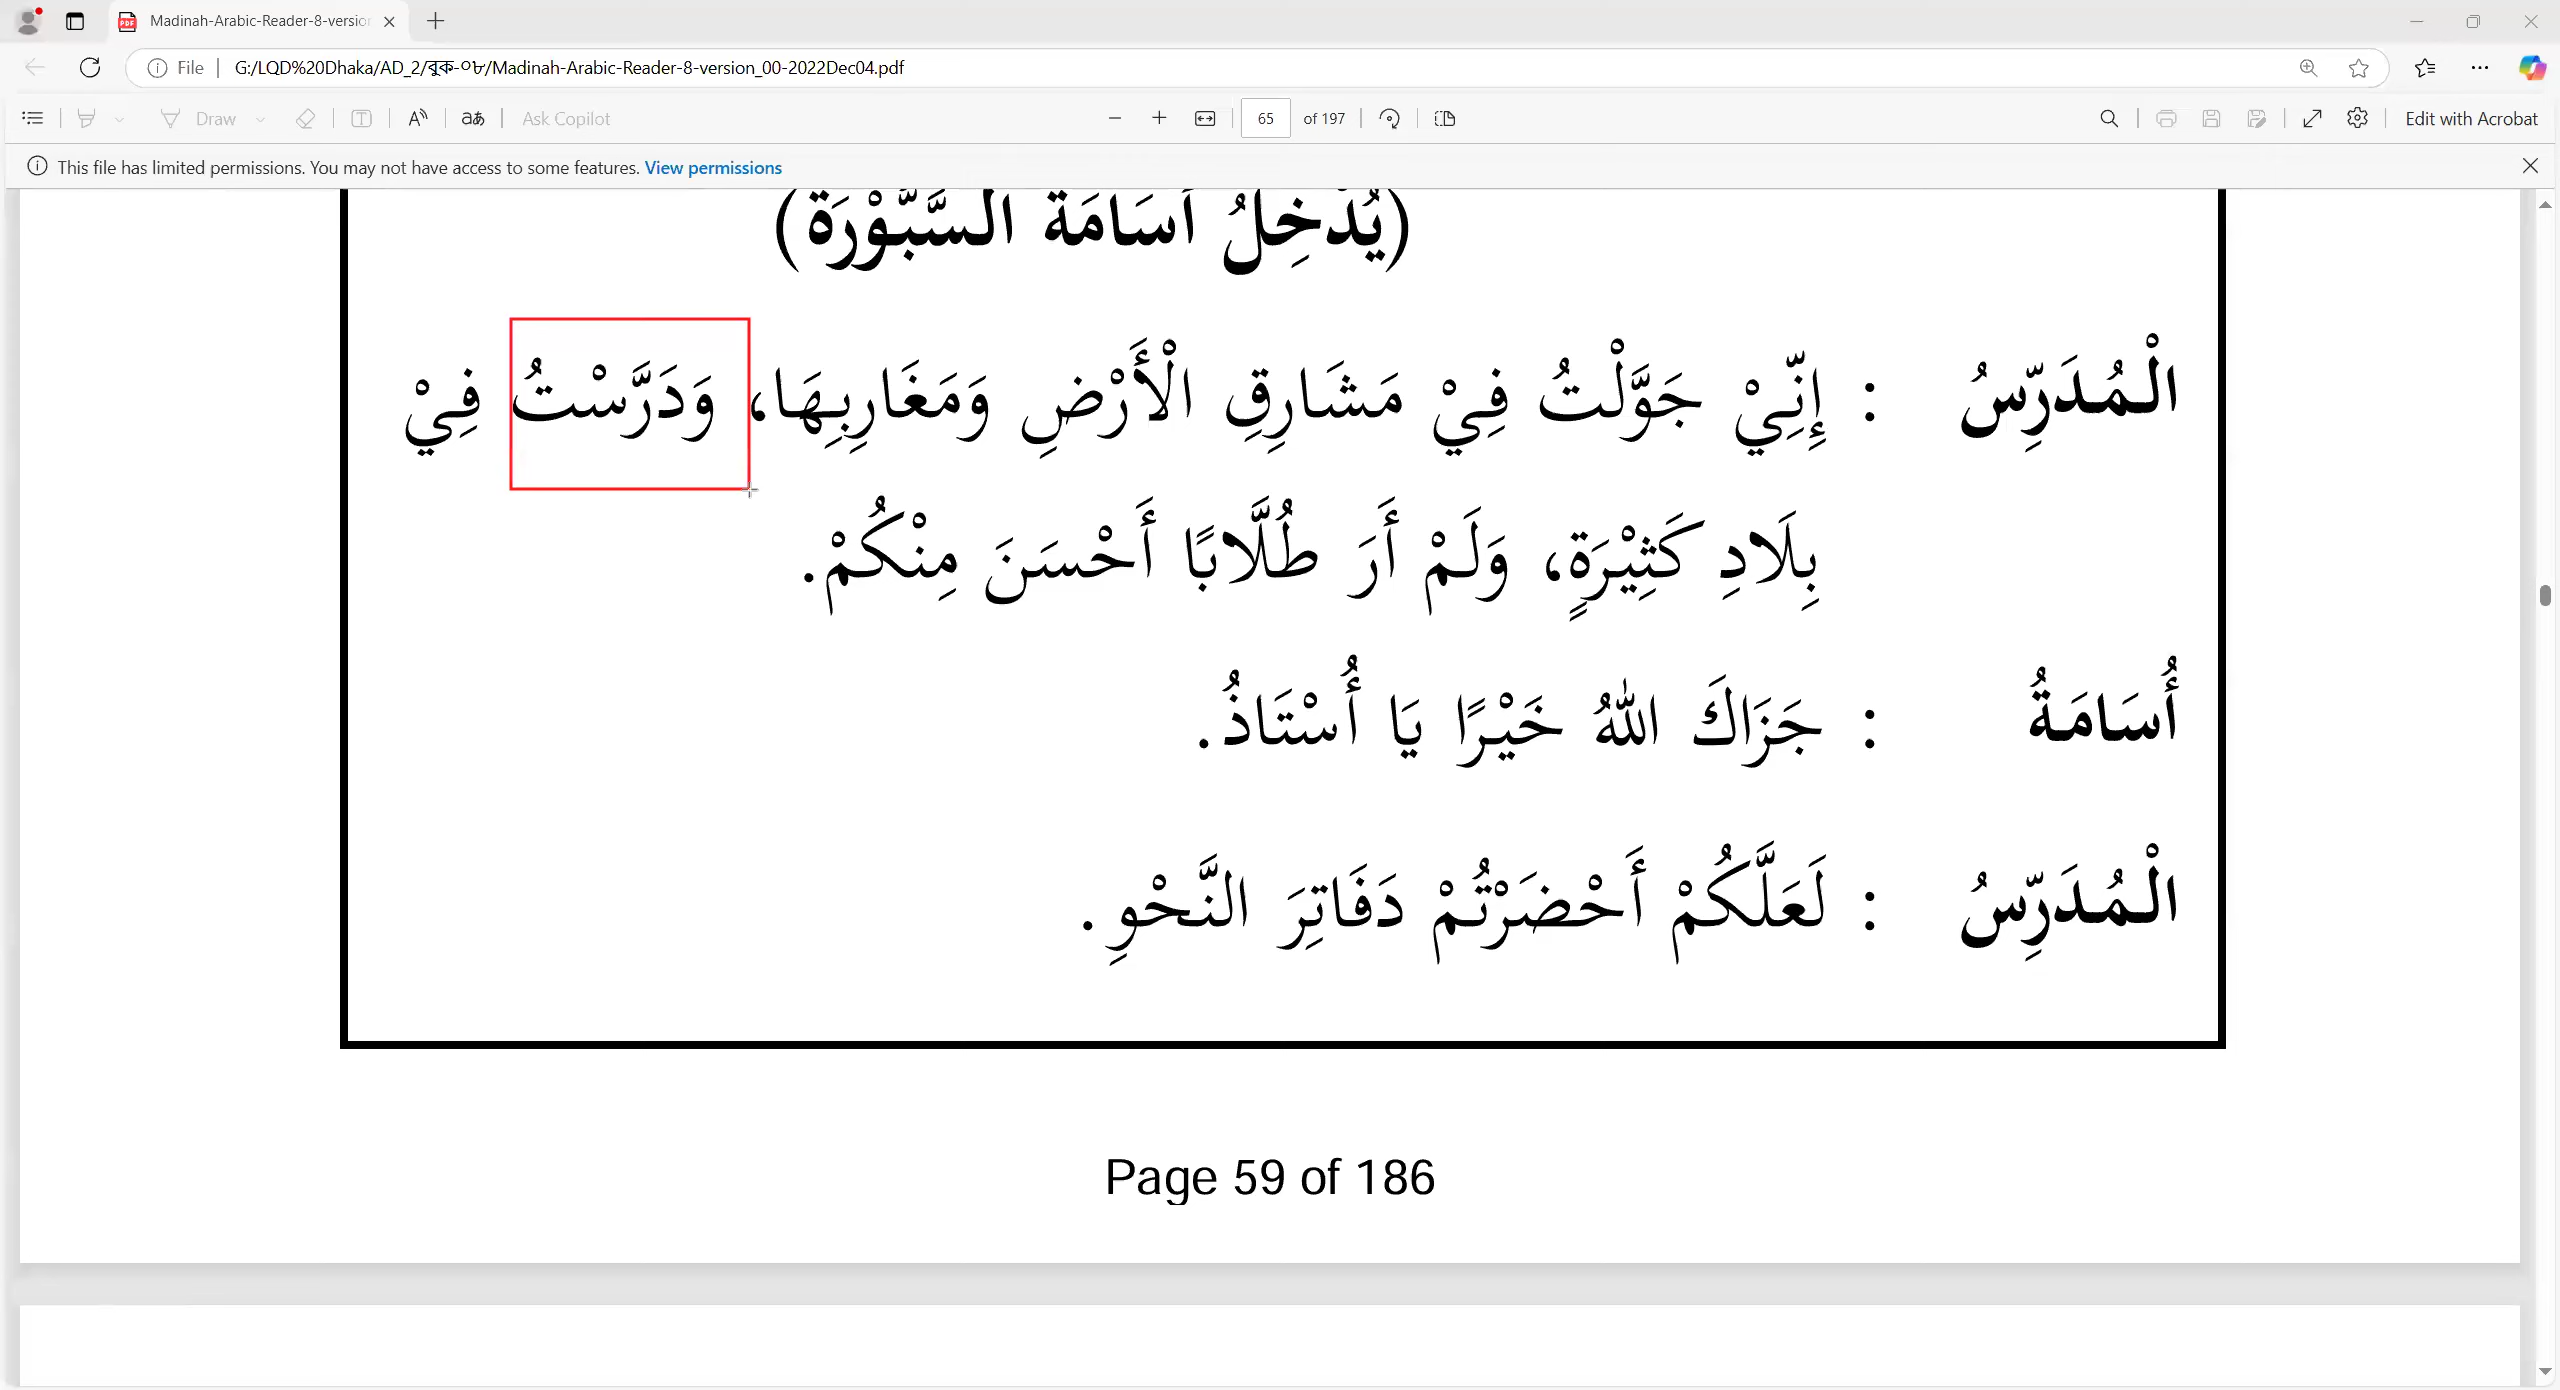 Madinah-Arabic-Reader-8-versio
File | G:/LQD%20Dhaka/AD_2/বুক-০৮/Madinah-Arabic-Reader-8-version_00-2022Dec04.pdf
Draw Ask Copilot 65 of 197 Edit with Acrobat
This file has limited permissions. You may not have access to some features. View permissions
(يُدْخِلُ أُسَامَةُ السَّبُّوْرَةَ)
الْمُدَرِّسُ : إِنِّيْ جَوَّلْتُ فِيْ مَشَارِقِ الْأَرْضِ وَمَغَارِبِهَا، وَدَرَّسْتُ فِيْ
بِلَادِ كَثِيْرَةٍ، وَلَمْ أَرَ طُلَّابًا أَحْسَنَ مِنْكُمْ.
أُسَامَةُ : جَزَاكَ اللهُ خَيْرًا يَا أُسْتَاذُ.
الْمُدَرِّسُ : لَعَلَّكُمْ أَحْضَرْتُمْ دَفَاتِرَ النَّحْوِ.
Page 59 of 186